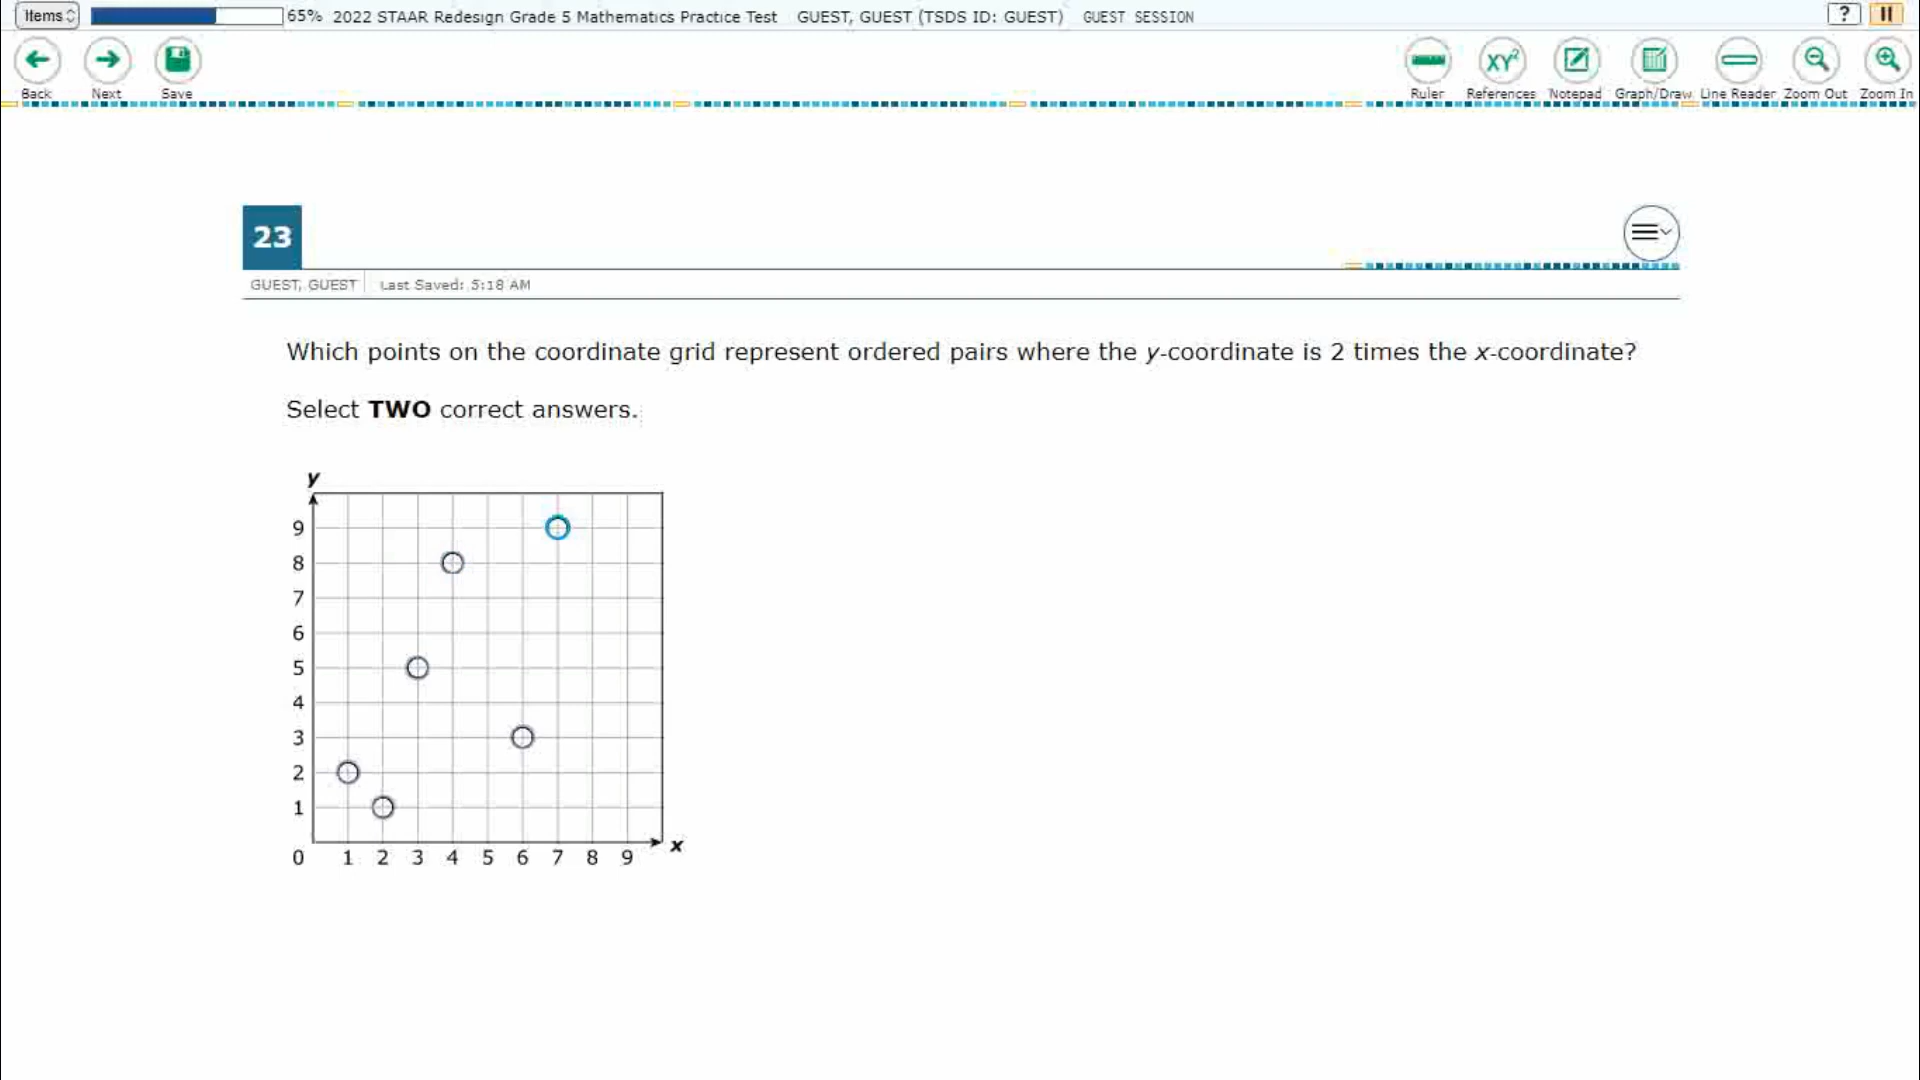 Items 65% 2022 STAAR Redesign Grade 5 Mathematics Practice Test GUEST, GUEST (TSDS ID: GUEST) GUEST SESSION ?
XY²
Back Next Save Ruler References Notepad Graph/Draw Line Reader Zoom Out Zoom In
23
GUEST, GUEST Last Saved: 5:18 AM
Which points on the coordinate grid represent ordered pairs where the y-coordinate is 2 times the x-coordinate?
Select TWO correct answers.
y
9
8
7
6
5
4
3
2
1
0 1 2 3 4 5 6 7 8 9 x